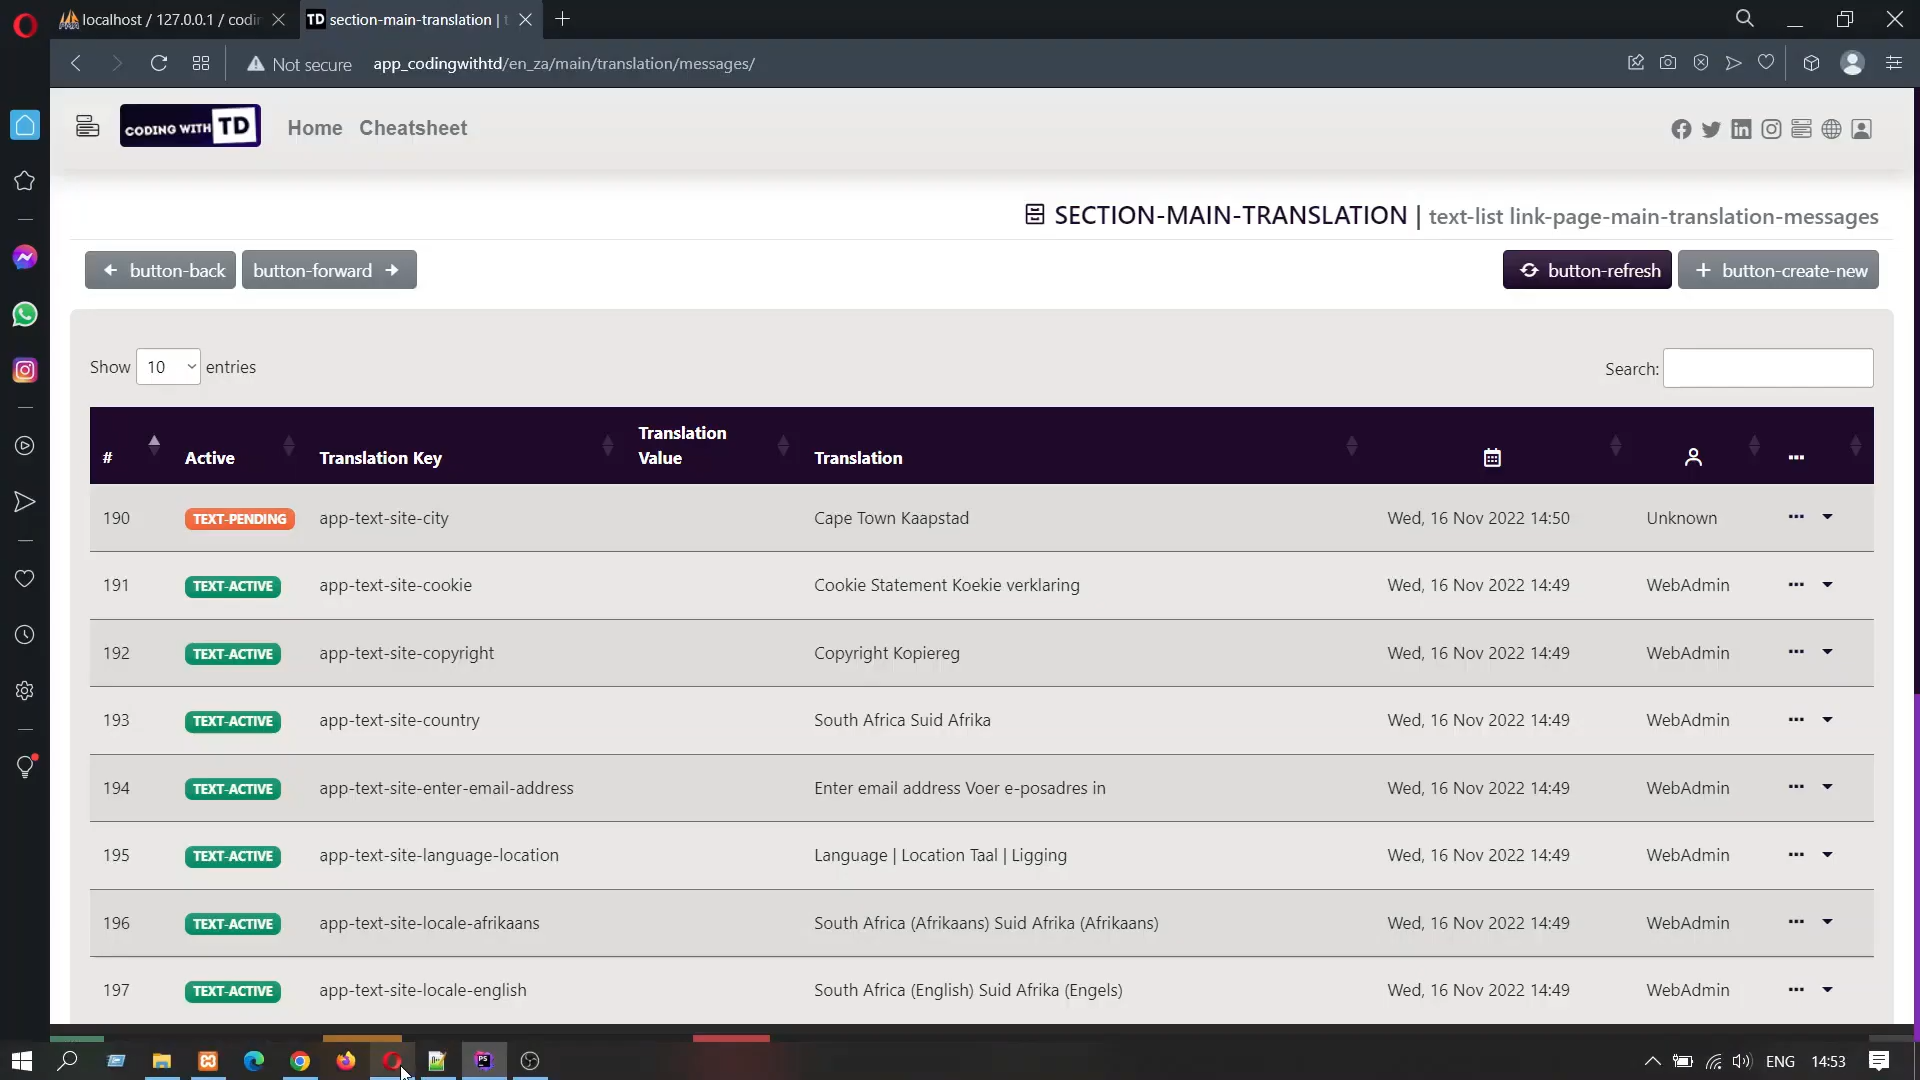 localhost / 127.0.0.1 / codin
TD section-main-translation | t
Not secure app_codingwithtd/en_za/main/translation/messages/
CODING WITH TD Home Cheatsheet
SECTION-MAIN-TRANSLATION | text-list link-page-main-translation-messages
button-back button-forward button-refresh button-create-new
Show 10 entries Search:
# Active Translation Key Translation Value Translation
190 TEXT-PENDING app-text-site-city Cape Town Kaapstad Wed, 16 Nov 2022 14:50 Unknown
191 TEXT-ACTIVE app-text-site-cookie Cookie Statement Koekie verklaring Wed, 16 Nov 2022 14:49 WebAdmin
192 TEXT-ACTIVE app-text-site-copyright Copyright Kopiereg Wed, 16 Nov 2022 14:49 WebAdmin
193 TEXT-ACTIVE app-text-site-country South Africa Suid Afrika Wed, 16 Nov 2022 14:49 WebAdmin
194 TEXT-ACTIVE app-text-site-enter-email-address Enter email address Voer e-posadres in Wed, 16 Nov 2022 14:49 WebAdmin
195 TEXT-ACTIVE app-text-site-language-location Language | Location Taal | Ligging Wed, 16 Nov 2022 14:49 WebAdmin
196 TEXT-ACTIVE app-text-site-locale-afrikaans South Africa (Afrikaans) Suid Afrika (Afrikaans) Wed, 16 Nov 2022 14:49 WebAdmin
197 TEXT-ACTIVE app-text-site-locale-english South Africa (English) Suid Afrika (Engels) Wed, 16 Nov 2022 14:49 WebAdmin
PS ENG 14:53